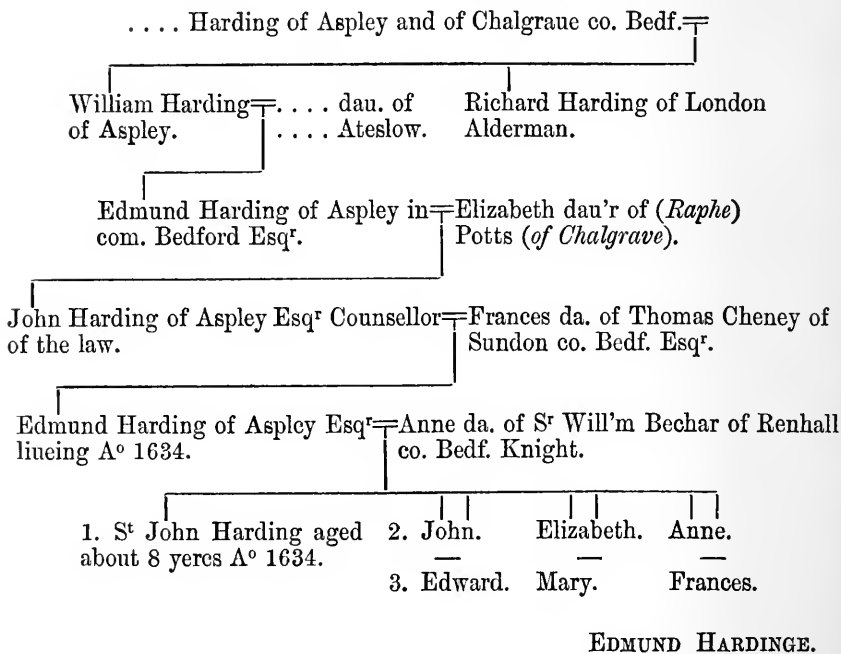 .... Harding of Aspley and of Chalgraue co. Bedf.
William Harding
of Aspley.
.... dau. of
.... Ateslow.
Richard Harding of London
Alderman.
Edmund Harding of Aspley in
com. Bedford Esqʳ.
Elizabeth dau'r of (Raphe)
Potts (of Chalgrave).
John Harding of Aspley Esqʳ Counsellor
of the law.
Frances da. of Thomas Cheney of
Sundon co. Bedf. Esqʳ.
Edmund Harding of Aspley Esqʳ
liueing Aᵒ 1634.
Anne da. of Sʳ Will'm Bechar of Renhall
co. Bedf. Knight.
1. Sᵗ John Harding aged
about 8 yeres Aᵒ 1634.
2. John.
—
3. Edward.
Elizabeth.
—
Mary.
Anne.
—
Frances.
EDMUND HARDINGE.